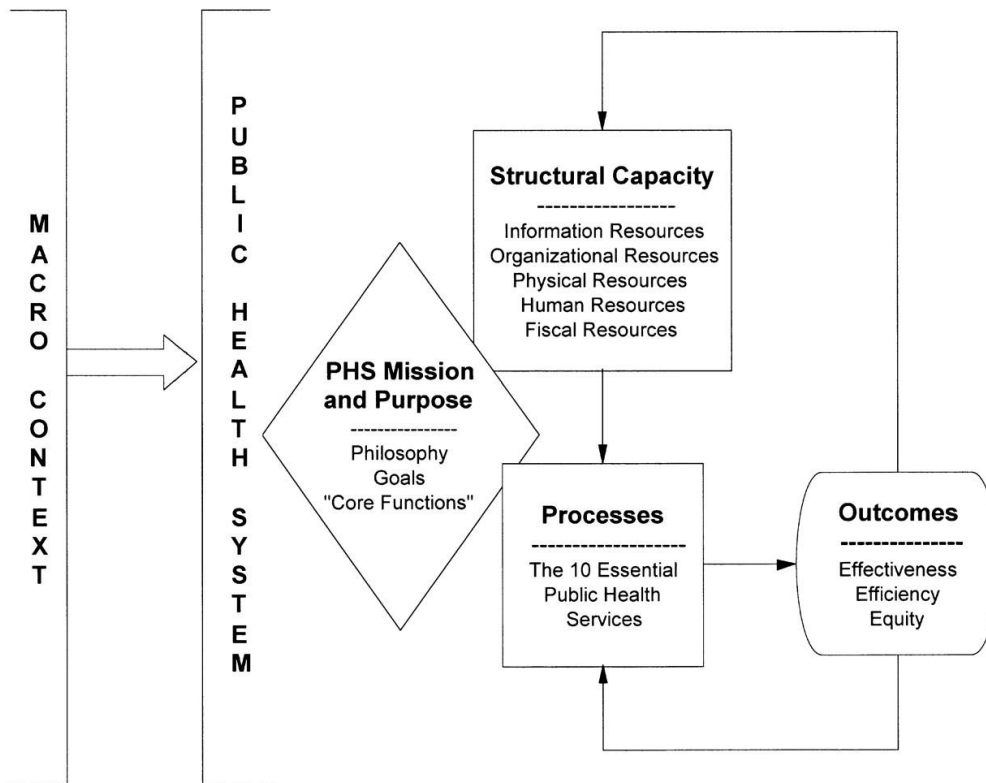 MACRO CONTEXT
PUBLIC HEALTH SYSTEM
Structural Capacity
--------------------
Information Resources
Organizational Resources
Physical Resources
Human Resources
Fiscal Resources
PHS Mission
and Purpose
----------------
Philosophy
Goals
"Core Functions"
Processes
--------------------
The 10 Essential
Public Health
Services
Outcomes
---------------
Effectiveness
Efficiency
Equity